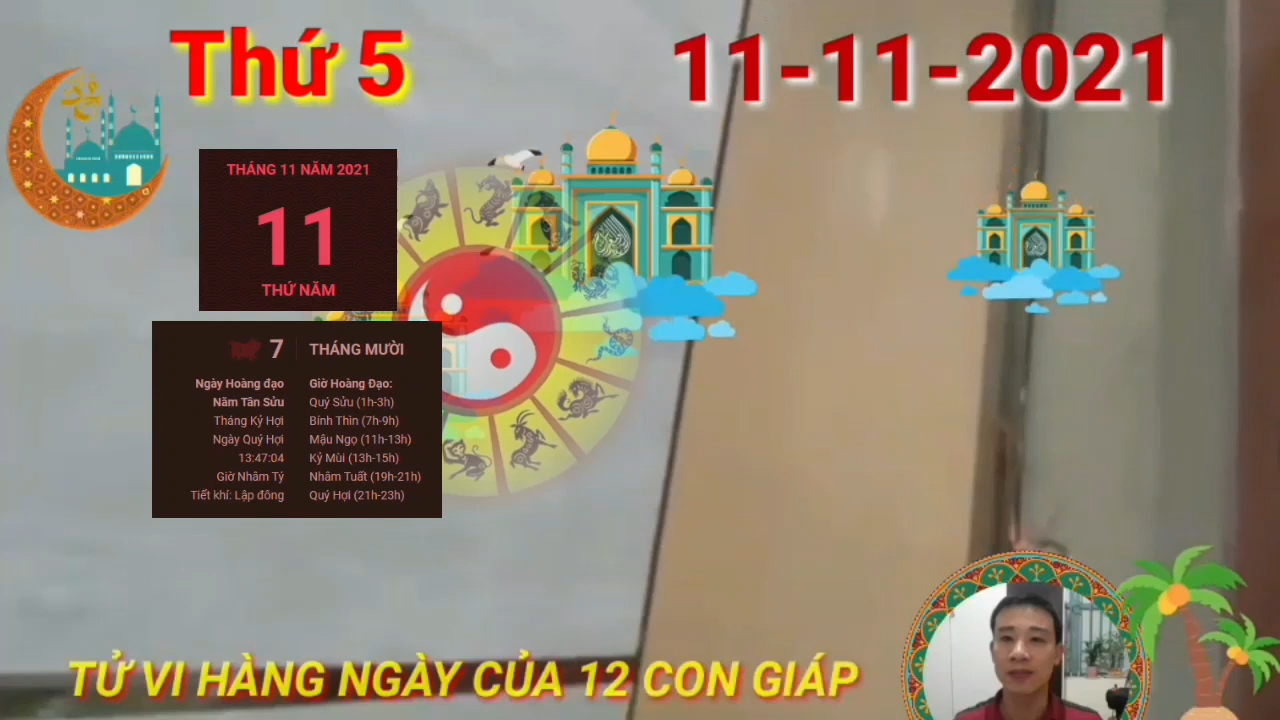 Thứ 5
11-11-2021
THÁNG 11 NĂM 2021
11
THỨ NĂM
7 THÁNG MƯỜI
Ngày Hoàng đạo
Năm Tân Sửu
Tháng Kỷ Hợi
Ngày Quý Hợi
13:47:04
Giờ Nhâm Tý
Tiết khí: Lập đông
Giờ Hoàng Đạo:
Quý Sửu (1h-3h)
Bính Thìn (7h-9h)
Mậu Ngọ (11h-13h)
Kỷ Mùi (13h-15h)
Nhâm Tuất (19h-21h)
Quý Hợi (21h-23h)
TỬ VI HÀNG NGÀY CỦA 12 CON GIÁP